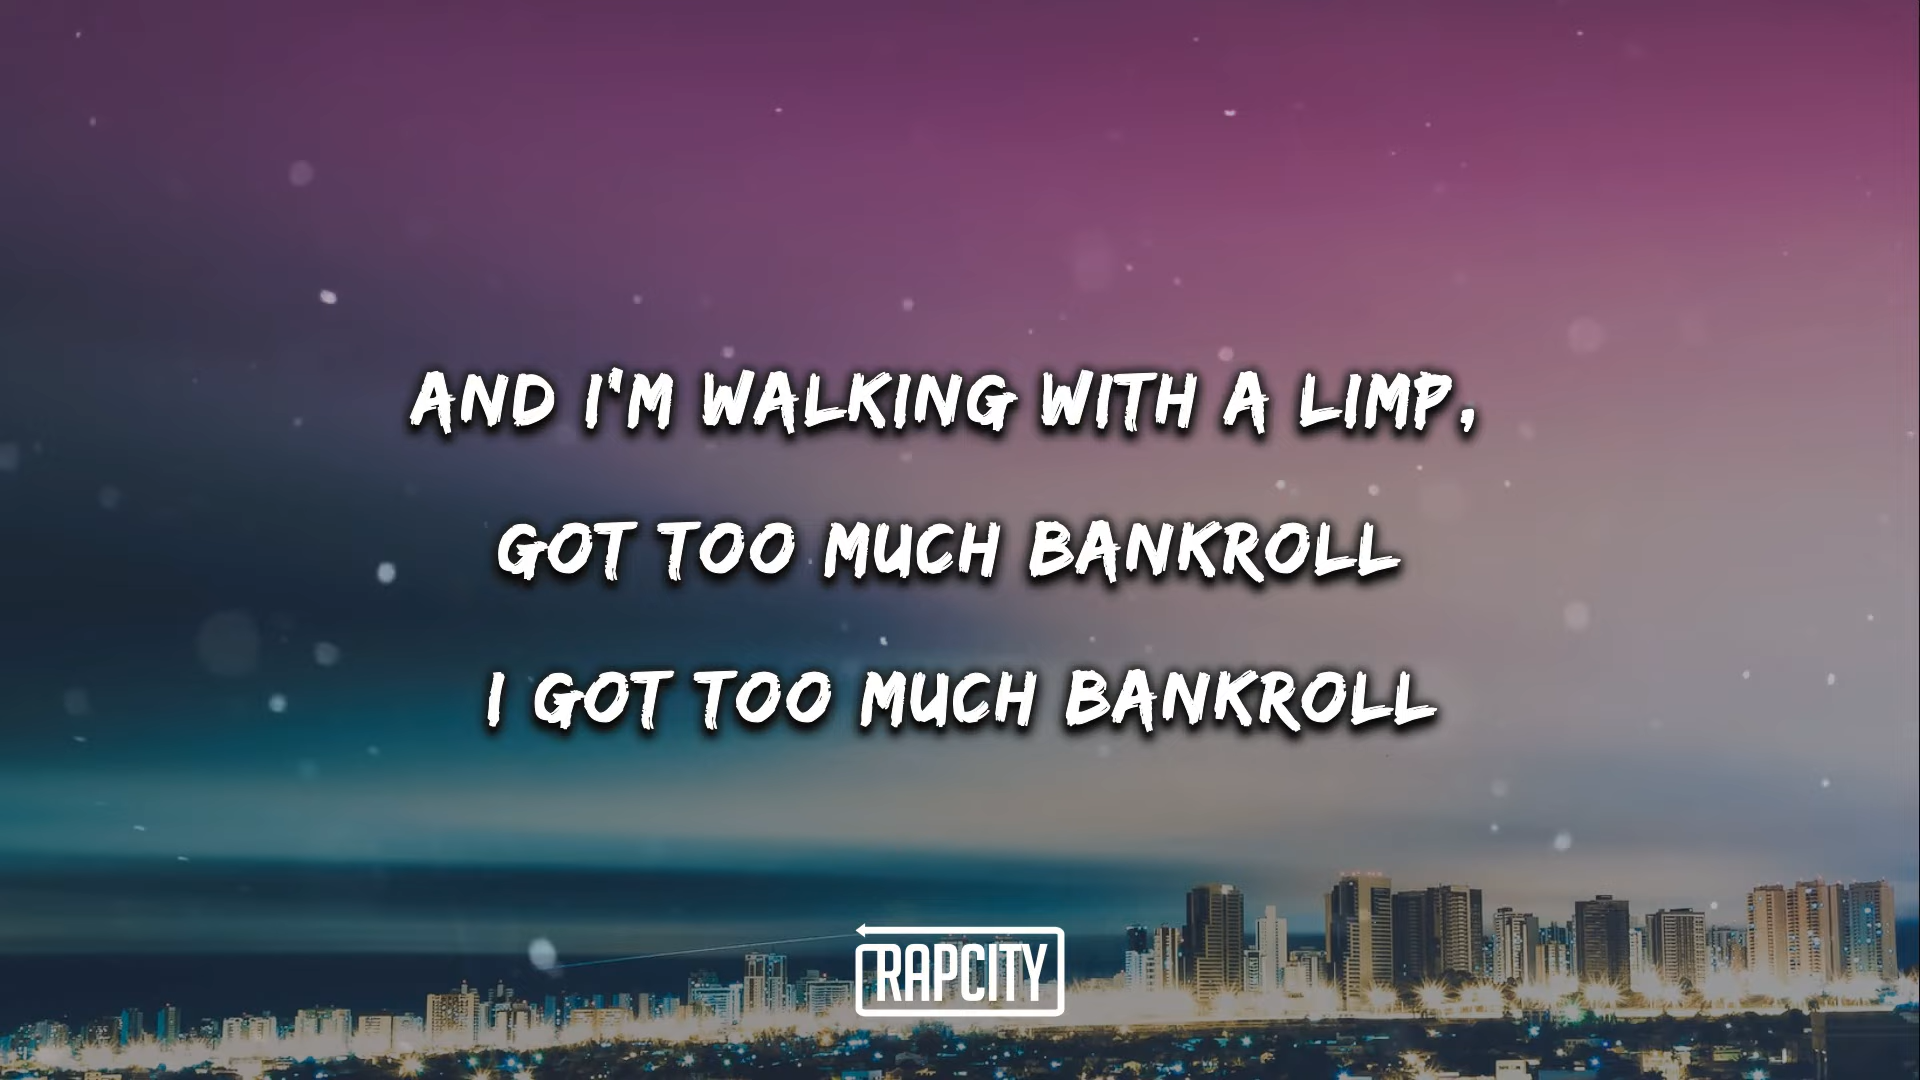 AND I'M WALKING WITH A LIMP,
GOT TOO MUCH BANKROLL
I GOT TOO MUCH BANKROLL
RAPCITY